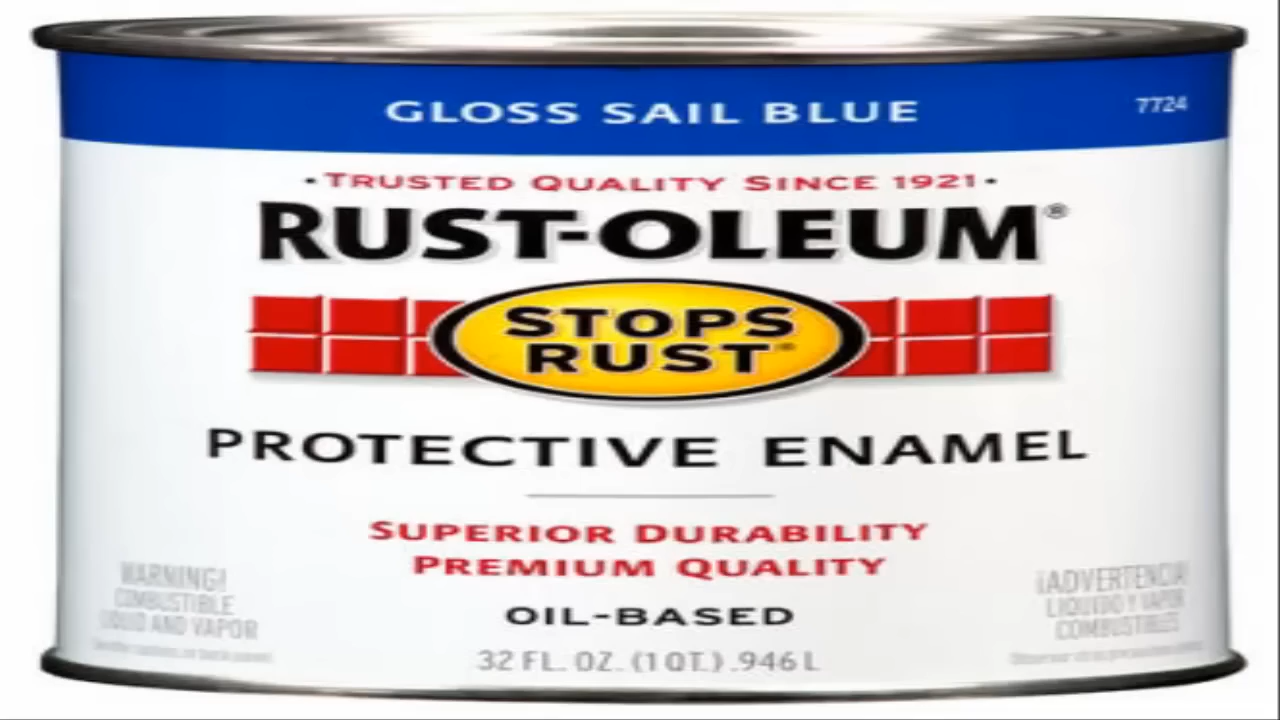 GLOSS SAIL BLUE
7724
• TRUSTED QUALITY SINCE 1921 •
RUST-OLEUM®
STOPS
RUST®
PROTECTIVE ENAMEL
SUPERIOR DURABILITY
PREMIUM QUALITY
OIL-BASED
32 FL. OZ. (1 QT.) .946 L
WARNING!
COMBUSTIBLE
LIQUID AND VAPOR
¡ADVERTENCIA
LIQUIDO Y VAPOR
COMBUSTIBLES